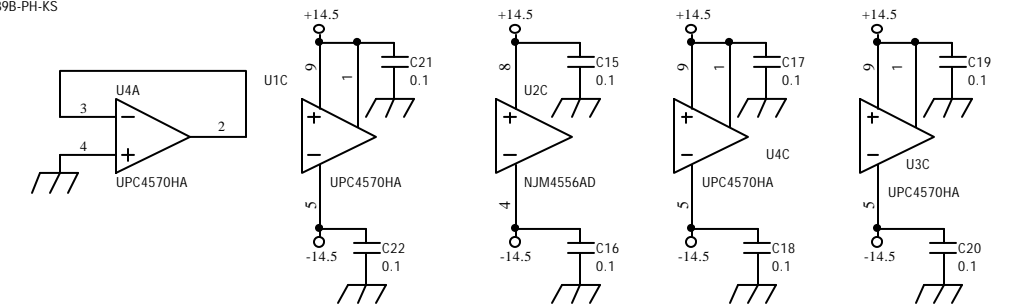 89B-PH-KS
U4A
3
−
4
+
2
UPC4570HA
+14.5
9
1
C21
0.1
U1C
+
−
UPC4570HA
5
-14.5
C22
0.1
+14.5
8
C15
0.1
U2C
+
−
NJM4556AD
4
-14.5
C16
0.1
+14.5
9
1
C17
0.1
+
−
U4C
UPC4570HA
5
-14.5
C18
0.1
+14.5
9
1
C19
0.1
+
−
U3C
UPC4570HA
5
-14.5
C20
0.1